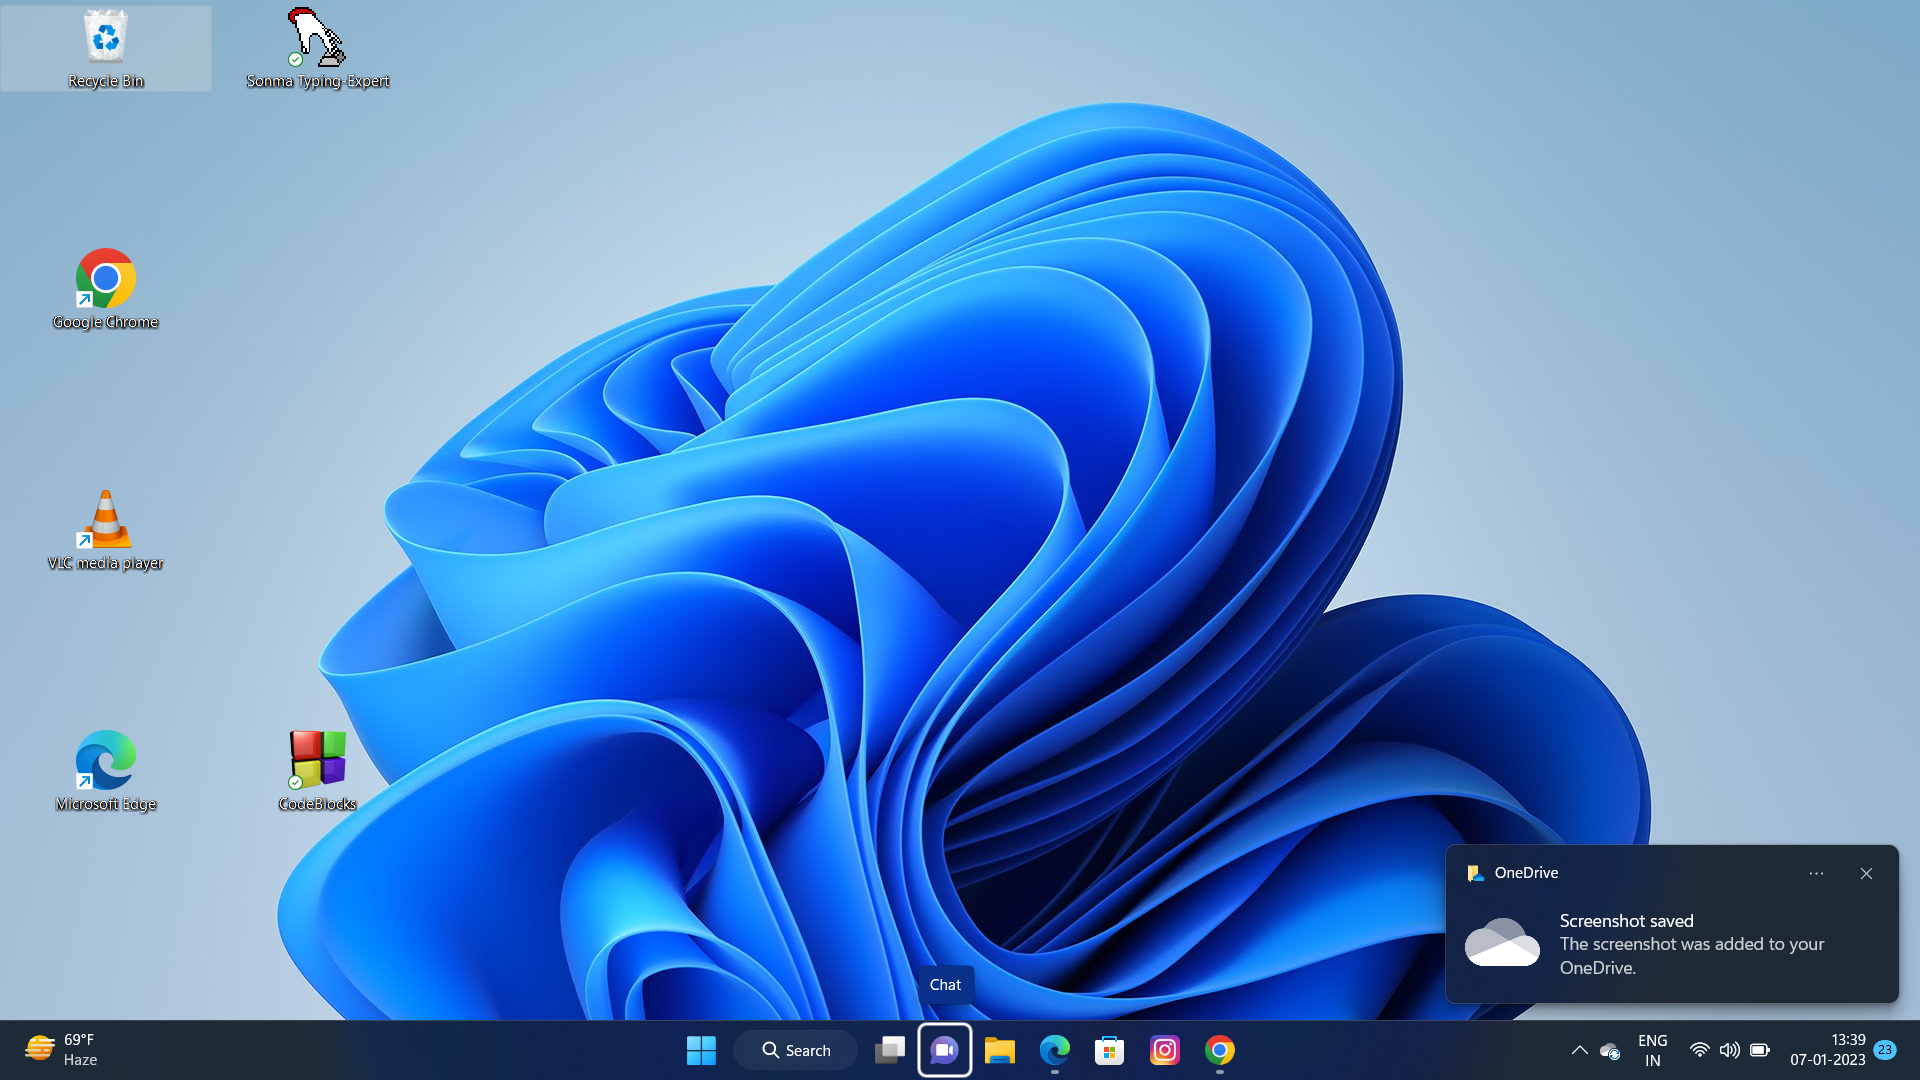 Recycle Bin
Sonma Typing-Expert
Google Chrome
VLC media player
Microsoft Edge
CodeBlocks
OneDrive
Screenshot saved
The screenshot was added to your
OneDrive.
Chat
69°F
Haze
Search
ENG
IN
13:39
07-01-2023
23